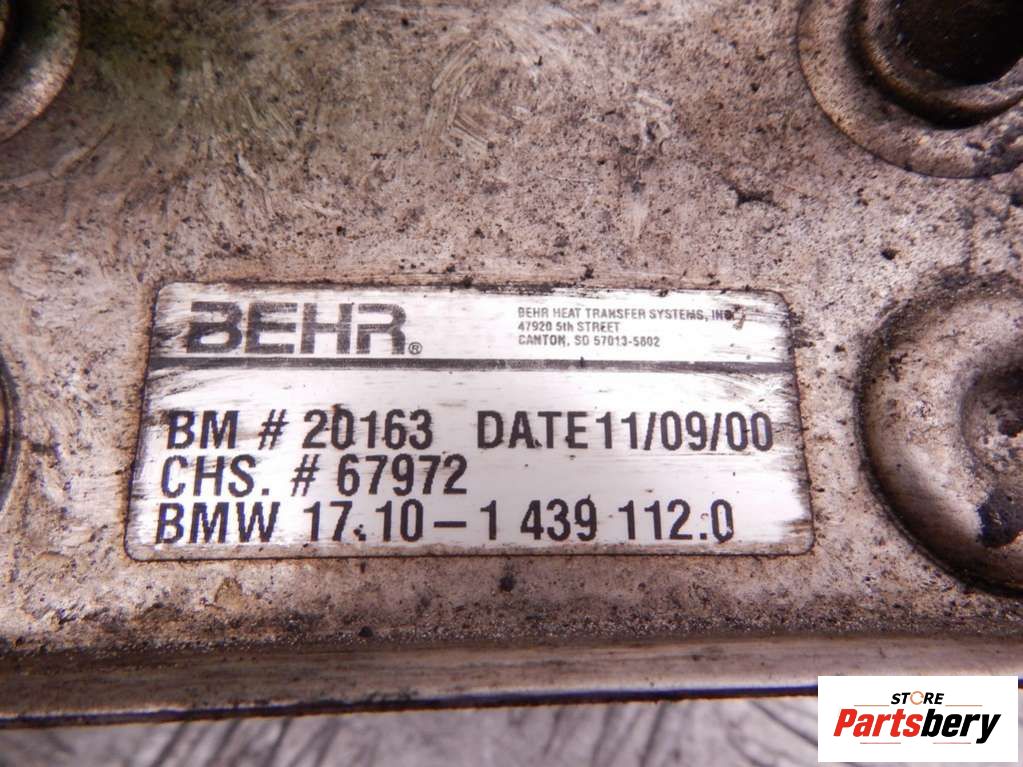 BEHR®
BEHR HEAT TRANSFER SYSTEMS, INC.
47920 5th STREET
CANTON, SD 57013-5602
BM # 20163 DATE 11/09/00
CHS. # 67972
BMW 17.10-1 439 112.0
STORE
Partsbery